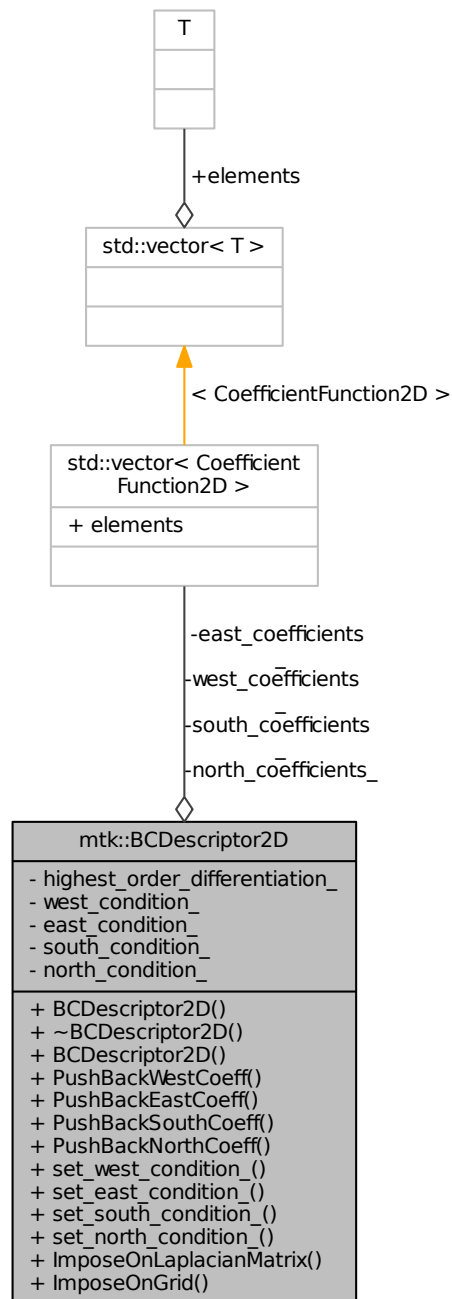 T
+elements
std::vector< T >
< CoefficientFunction2D >
std::vector< Coefficient
Function2D >
+ elements
-east_coefficients
_
-west_coefficients
_
-south_coefficients
_
-north_coefficients_
mtk::BCDescriptor2D
- highest_order_differentiation_
- west_condition_
- east_condition_
- south_condition_
- north_condition_
+ BCDescriptor2D()
+ ~BCDescriptor2D()
+ BCDescriptor2D()
+ PushBackWestCoeff()
+ PushBackEastCoeff()
+ PushBackSouthCoeff()
+ PushBackNorthCoeff()
+ set_west_condition_()
+ set_east_condition_()
+ set_south_condition_()
+ set_north_condition_()
+ ImposeOnLaplacianMatrix()
+ ImposeOnGrid()